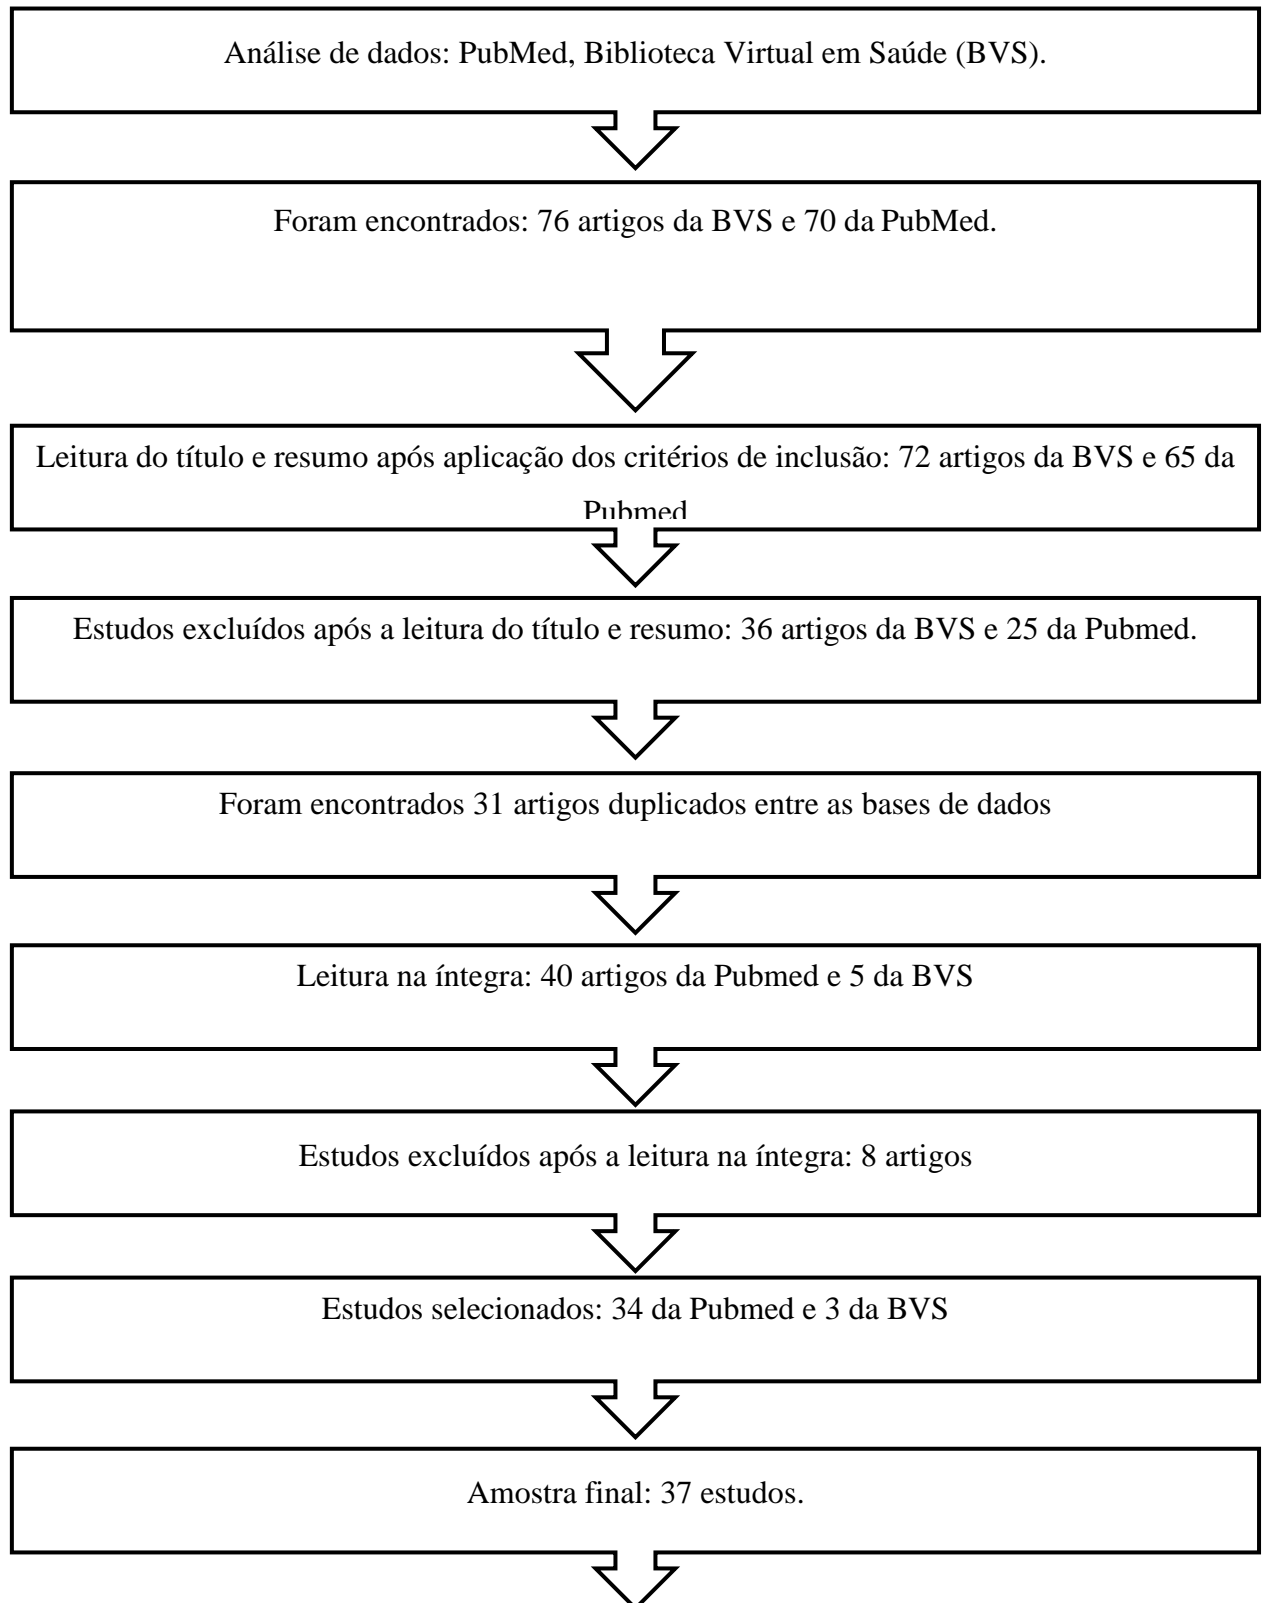 Análise de dados: PubMed, Biblioteca Virtual em Saúde (BVS).
Foram encontrados: 76 artigos da BVS e 70 da PubMed.
Leitura do título e resumo após aplicação dos critérios de inclusão: 72 artigos da BVS e 65 da
Pubmed
Estudos excluídos após a leitura do título e resumo: 36 artigos da BVS e 25 da Pubmed.
Foram encontrados 31 artigos duplicados entre as bases de dados
Leitura na íntegra: 40 artigos da Pubmed e 5 da BVS
Estudos excluídos após a leitura na íntegra: 8 artigos
Estudos selecionados: 34 da Pubmed e 3 da BVS
Amostra final: 37 estudos.